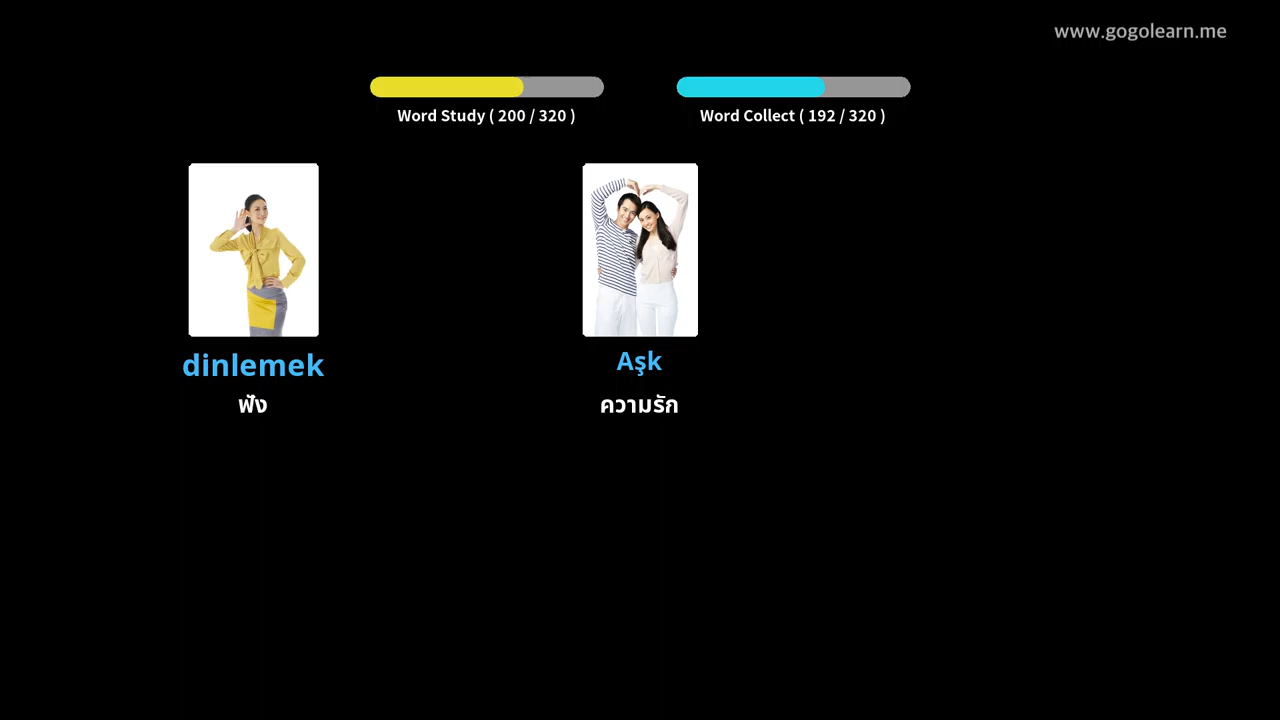 www.gogolearn.me
Word Study ( 200 / 320 )
Word Collect ( 192 / 320 )
dinlemek
Aşk
ฟัง
ความรัก